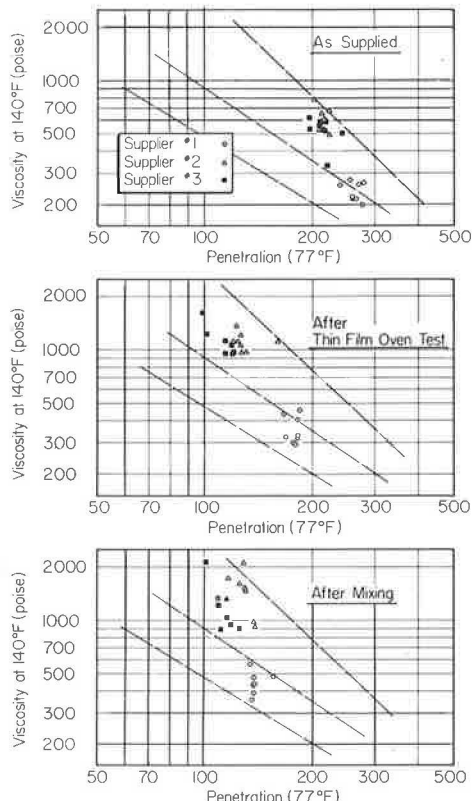 Viscosity at 140°F (poise)
2000
1000
700
500
300
200
As Supplied
Supplier #1
Supplier #2
Supplier #3
50 70 100 200 300 500
Penetration (77°F)
Viscosity at 140°F (poise)
2000
1000
700
500
300
200
After
Thin Film Oven Test
50 70 100 200 300 500
Penetration (77°F)
Viscosity at 140°F (poise)
2000
1000
700
500
300
200
After Mixing
50 70 100 200 300 500
Penetration (77°F)